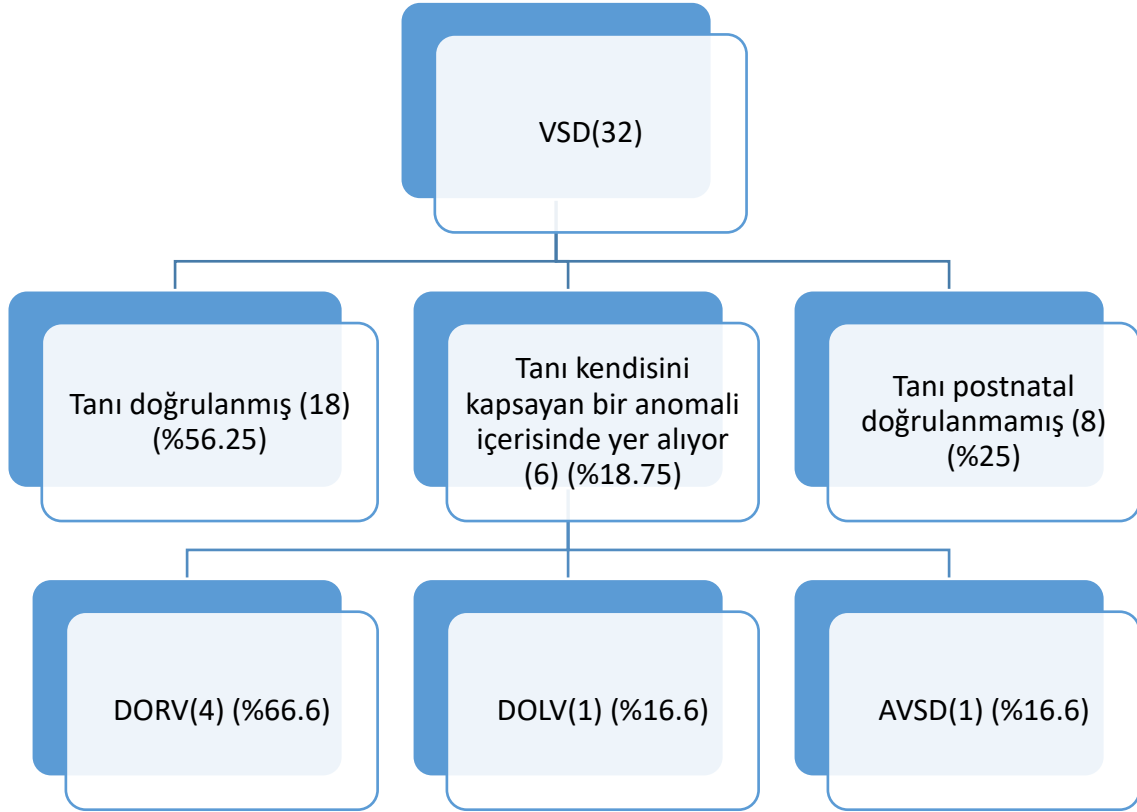 VSD(32)
Tanı doğrulanmış (18)
(%56.25)
Tanı kendisini
kapsayan bir anomali
içerisinde yer alıyor
(6) (%18.75)
Tanı postnatal
doğrulanmamış (8)
(%25)
DORV(4) (%66.6)
DOLV(1) (%16.6)
AVSD(1) (%16.6)